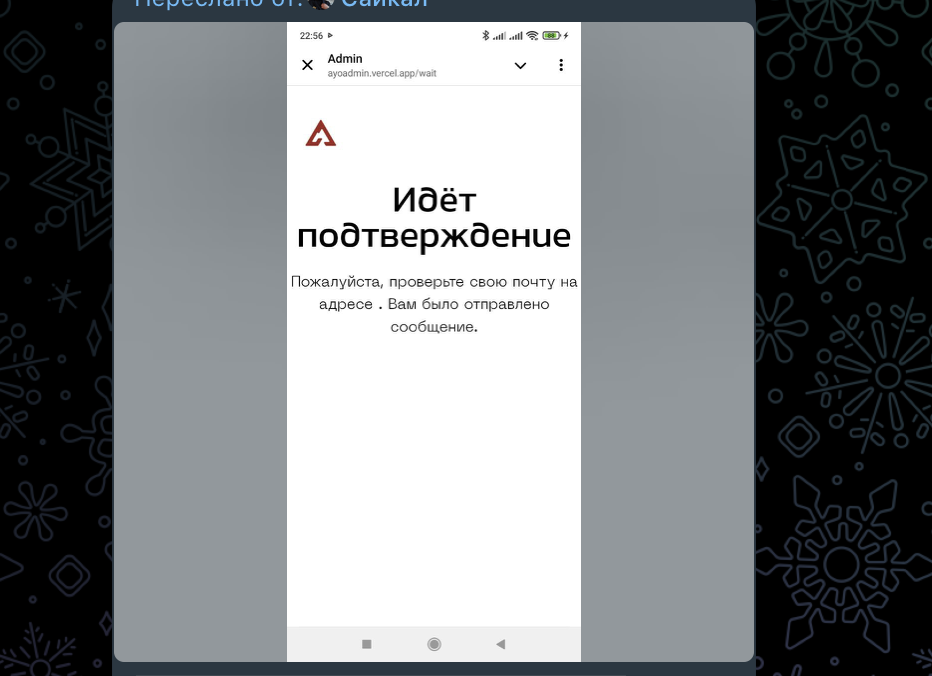 Переслано от: Сайкал
22:56
88
Admin
ayoadmin.vercel.app/wait
Идёт
подтверждение
Пожалуйста, проверьте свою почту на
адресе . Вам было отправлено
сообщение.